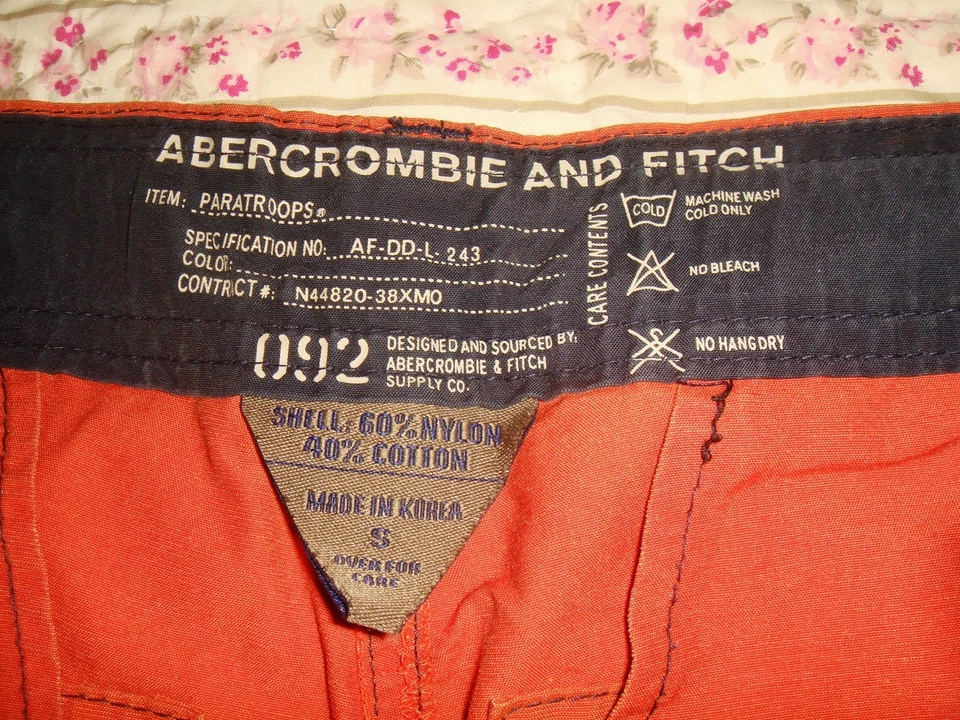 ABERCROMBIE AND FITCH
ITEM: PARATROOPS®
SPECIFICATION NO: AF-DD-L 243
COLOR:
CONTRACT #: N44820-38XMO
092
DESIGNED AND SOURCED BY:
ABERCROMBIE & FITCH
SUPPLY CO.
CARE CONTENTS
COLD
MACHINE WASH
COLD ONLY
NO BLEACH
NO HANGDRY
SHELL: 60% NYLON
40% COTTON
MADE IN KOREA
S
OVER FOR
CARE